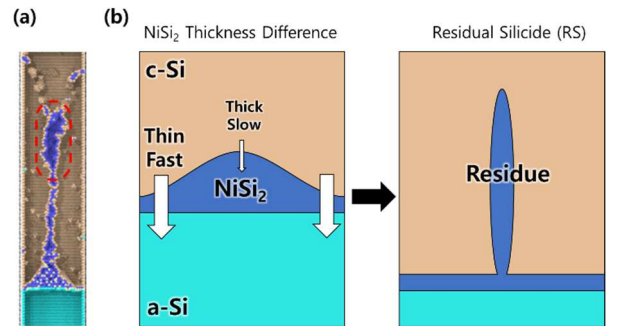 (a)
(b)
NiSi₂ Thickness Difference
Residual Silicide (RS)
c-Si
Thick
Slow
Thin
Fast
NiSi₂
a-Si
Residue